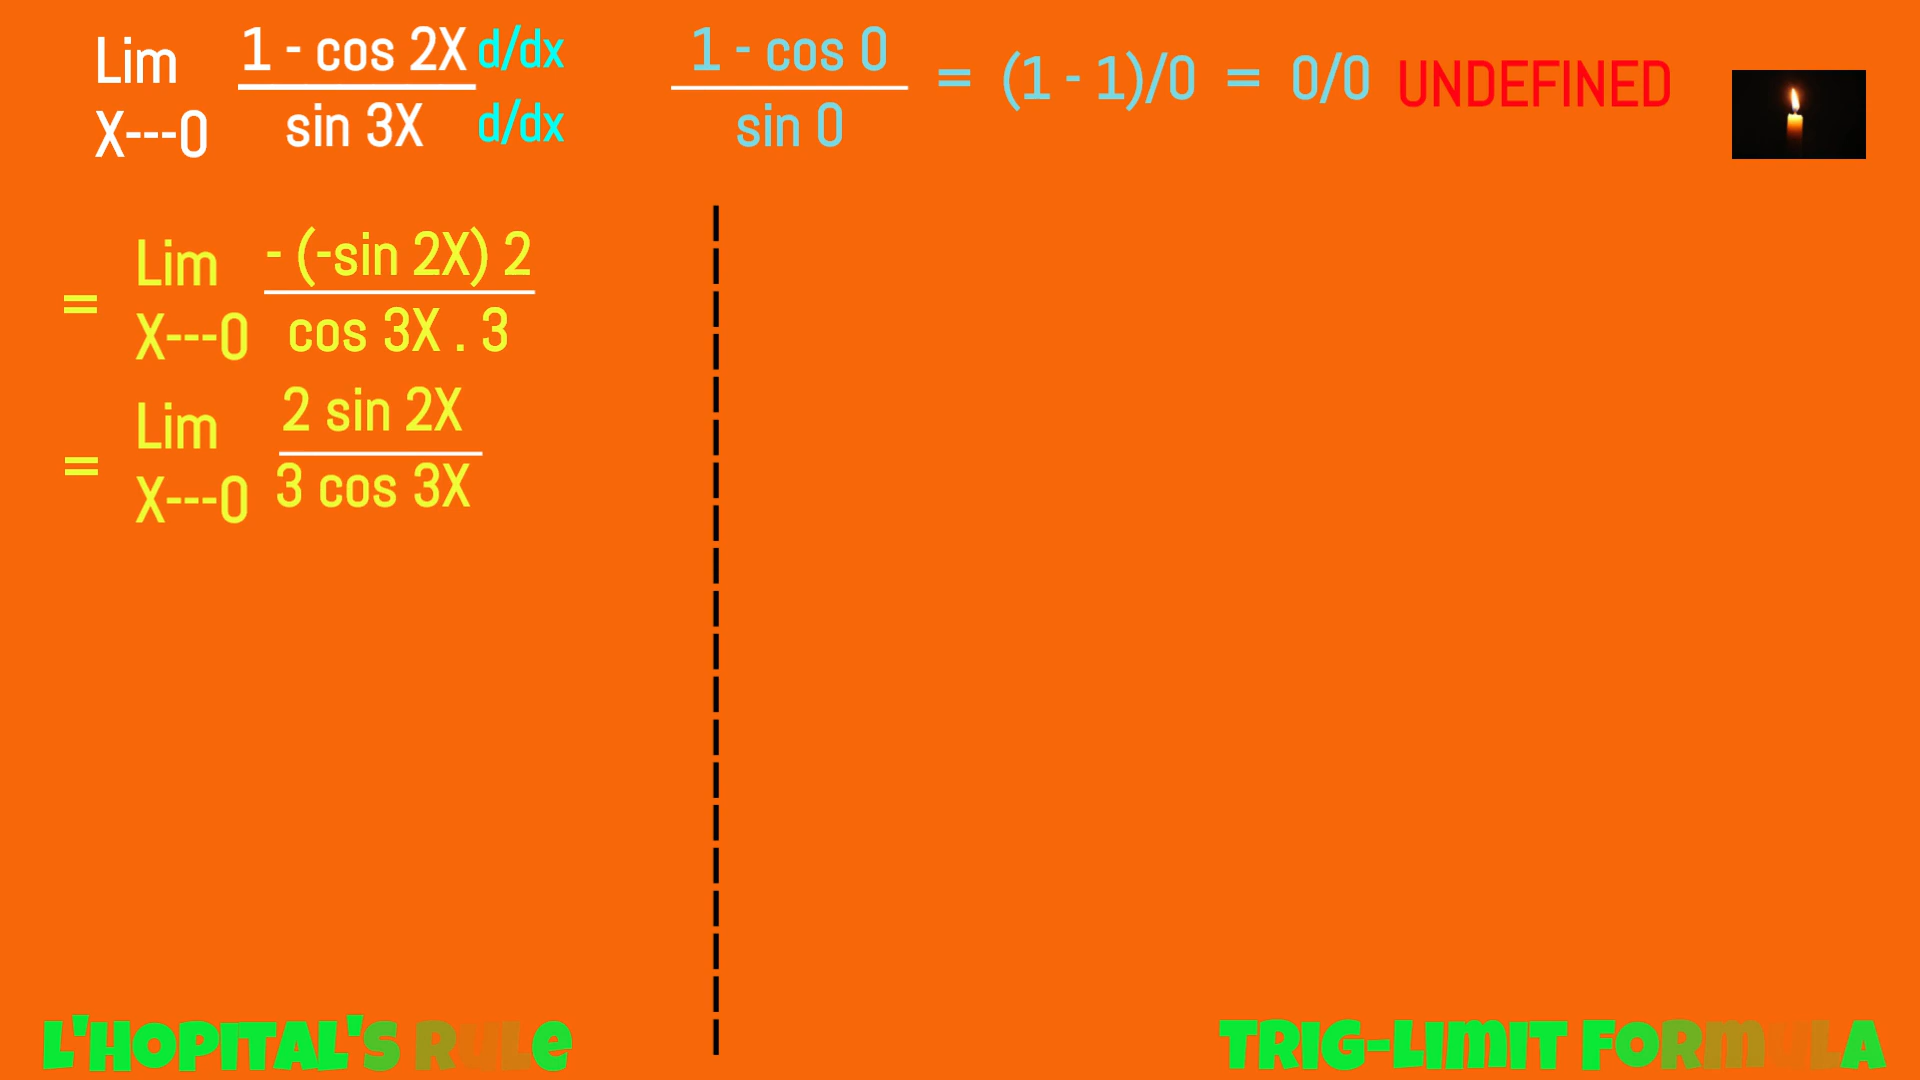 Lim 1 - cos 2X d/dx
X---0 sin 3X d/dx
1 - cos 0
sin 0
= (1 - 1)/0 = 0/0 UNDEFINED
= Lim - (-sin 2X) 2
X---0 cos 3X . 3
= Lim 2 sin 2X
X---0 3 cos 3X
L'HOPITAL'S RULe
TRIG-LIMIT FORMULA